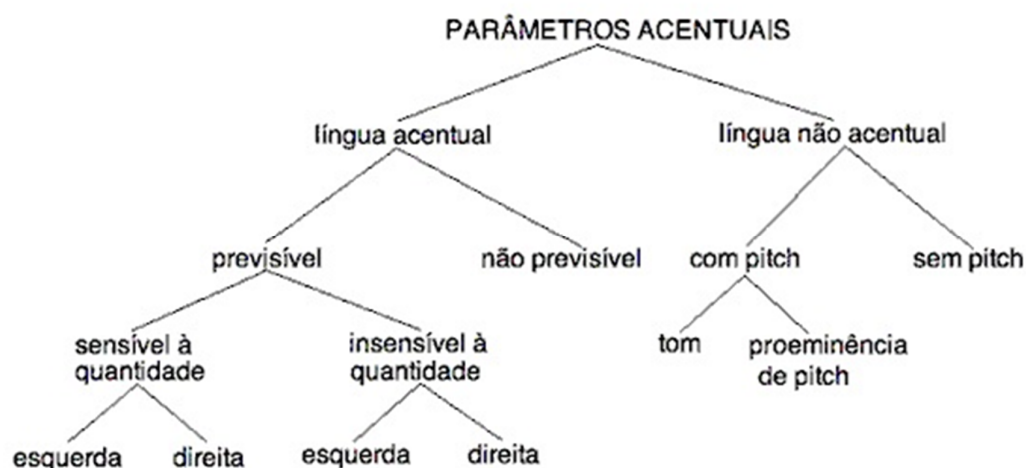 PARÂMETROS ACENTUAIS
língua acentual
língua não acentual
previsível
não previsível
com pitch
sem pitch
sensível à
quantidade
insensível à
quantidade
tom
proeminência
de pitch
esquerda
direita
esquerda
direita